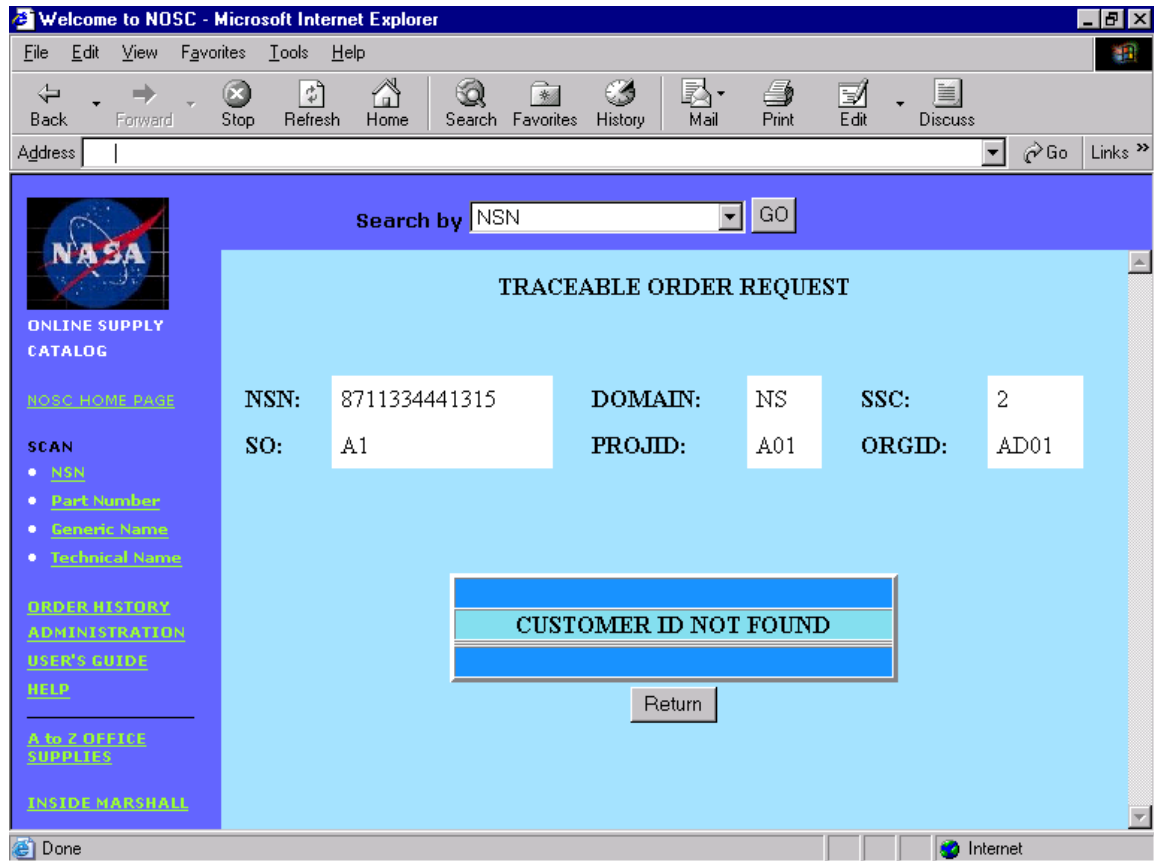 Welcome to NOSC - Microsoft Internet Explorer
File Edit View Favorites Tools Help
Back Forward Stop Refresh Home Search Favorites History Mail Print Edit Discuss
Address Go Links »
NASA
Search by NSN GO
ONLINE SUPPLY
CATALOG
NOSC HOME PAGE
SCAN
NSN
Part Number
Generic Name
Technical Name
ORDER HISTORY
ADMINISTRATION
USER'S GUIDE
HELP
A to Z OFFICE
SUPPLIES
INSIDE MARSHALL
TRACEABLE ORDER REQUEST
NSN: 8711334441315 DOMAIN: NS SSC: 2
SO: A1 PROJID: A01 ORGID: AD01
CUSTOMER ID NOT FOUND
Return
Done Internet